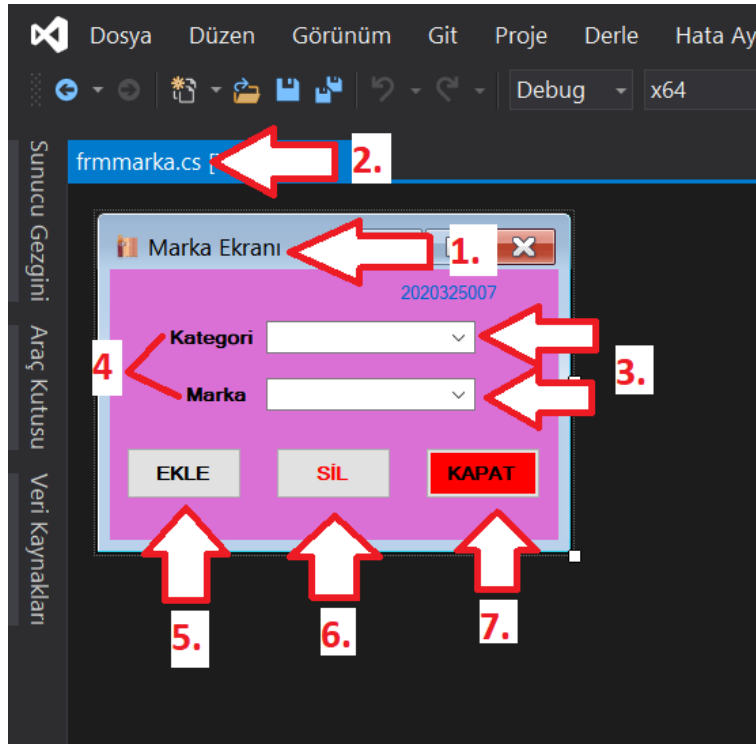 Dosya Düzen Görünüm Git Proje Derle Hata Ay
Debug x64
Sunucu Gezgini
Araç Kutusu
Veri Kaynakları
frmmarka.cs [
2.
Marka Ekranı
1.
2020325007
Kategori
3.
4
Marka
EKLE SİL KAPAT
5. 6. 7.